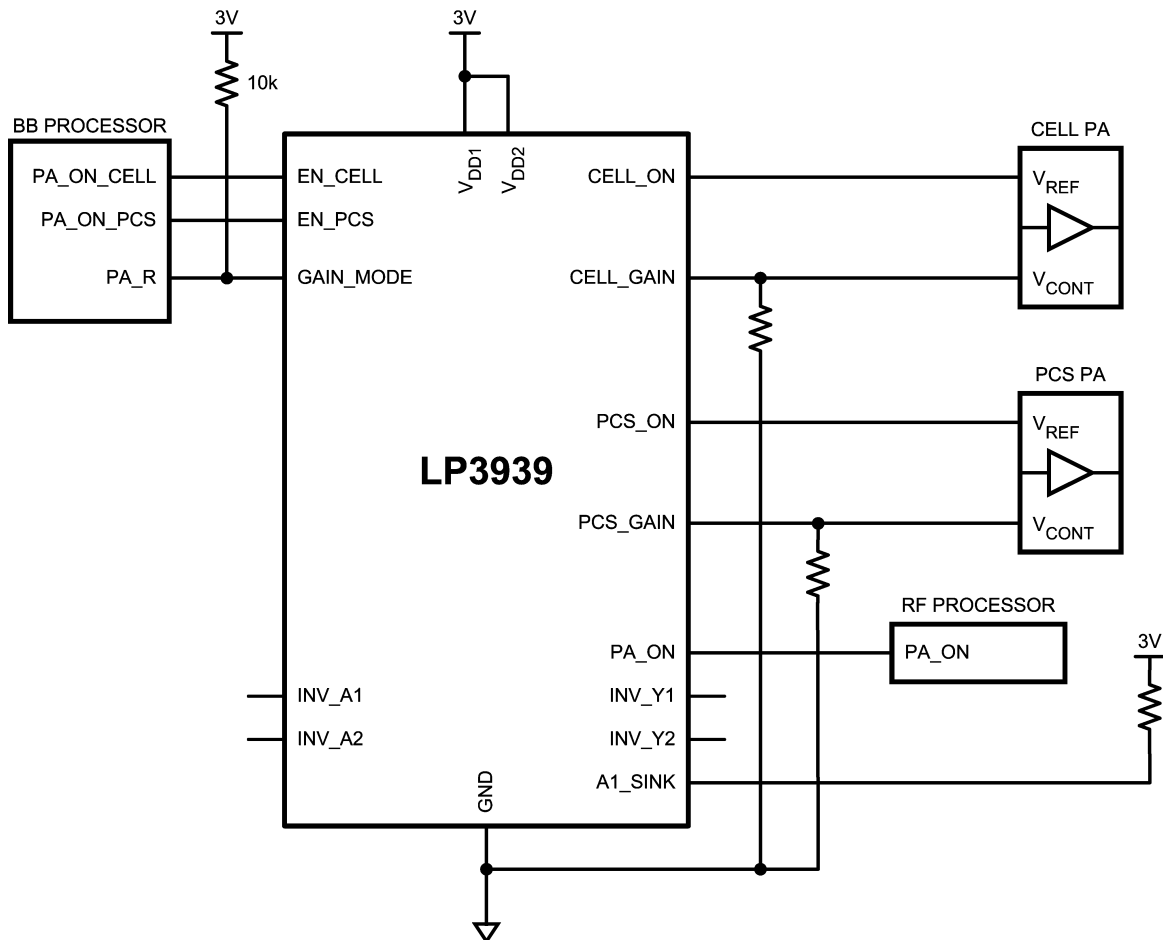 3V
3V
10k
BB PROCESSOR
CELL PA
PA_ON_CELL
EN_CELL
VDD1
VDD2
CELL_ON
VREF
PA_ON_PCS
EN_PCS
PA_R
GAIN_MODE
CELL_GAIN
VCONT
PCS PA
PCS_ON
VREF
LP3939
PCS_GAIN
VCONT
RF PROCESSOR
PA_ON
PA_ON
3V
INV_A1
INV_Y1
INV_A2
INV_Y2
GND
A1_SINK